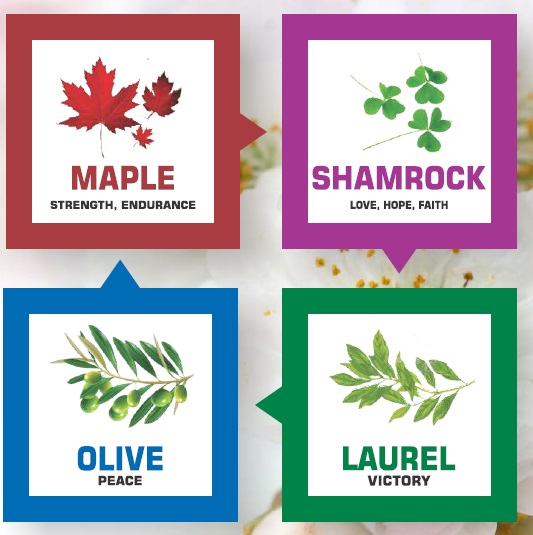 MAPLE
STRENGTH, ENDURANCE
SHAMROCK
LOVE, HOPE, FAITH
OLIVE
PEACE
LAUREL
VICTORY